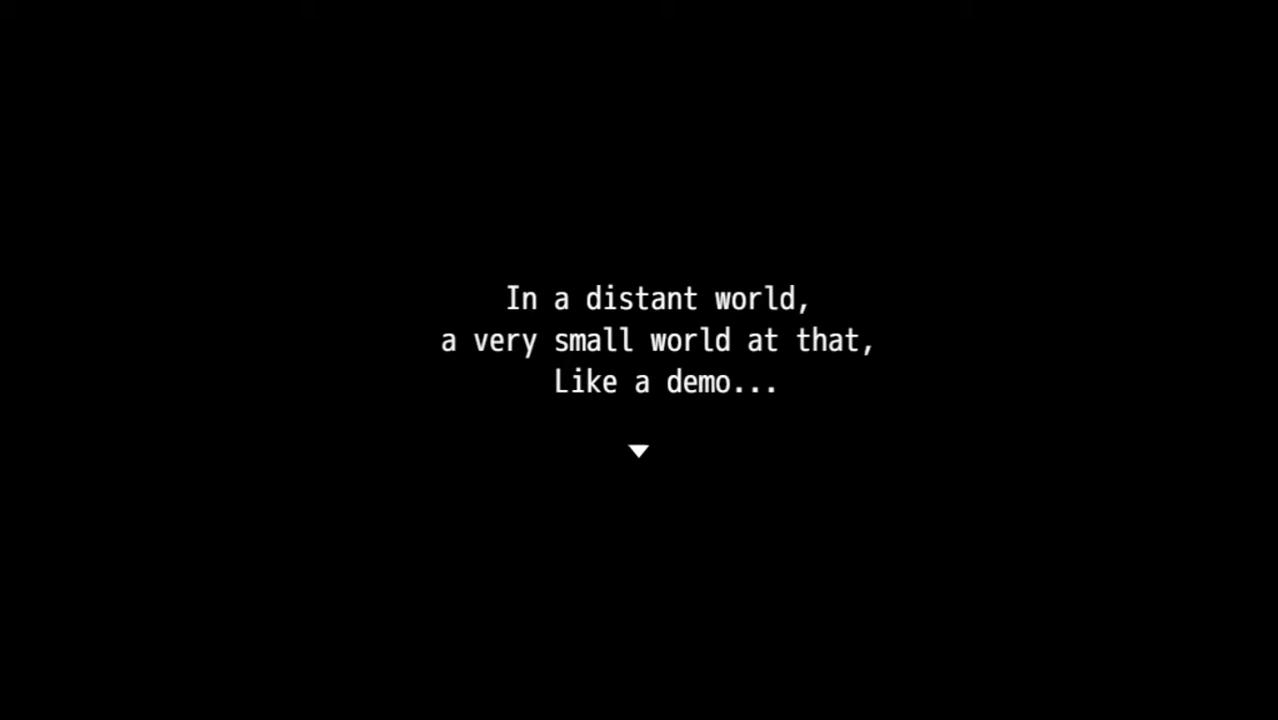 In a distant world,
a very small world at that,
Like a demo...